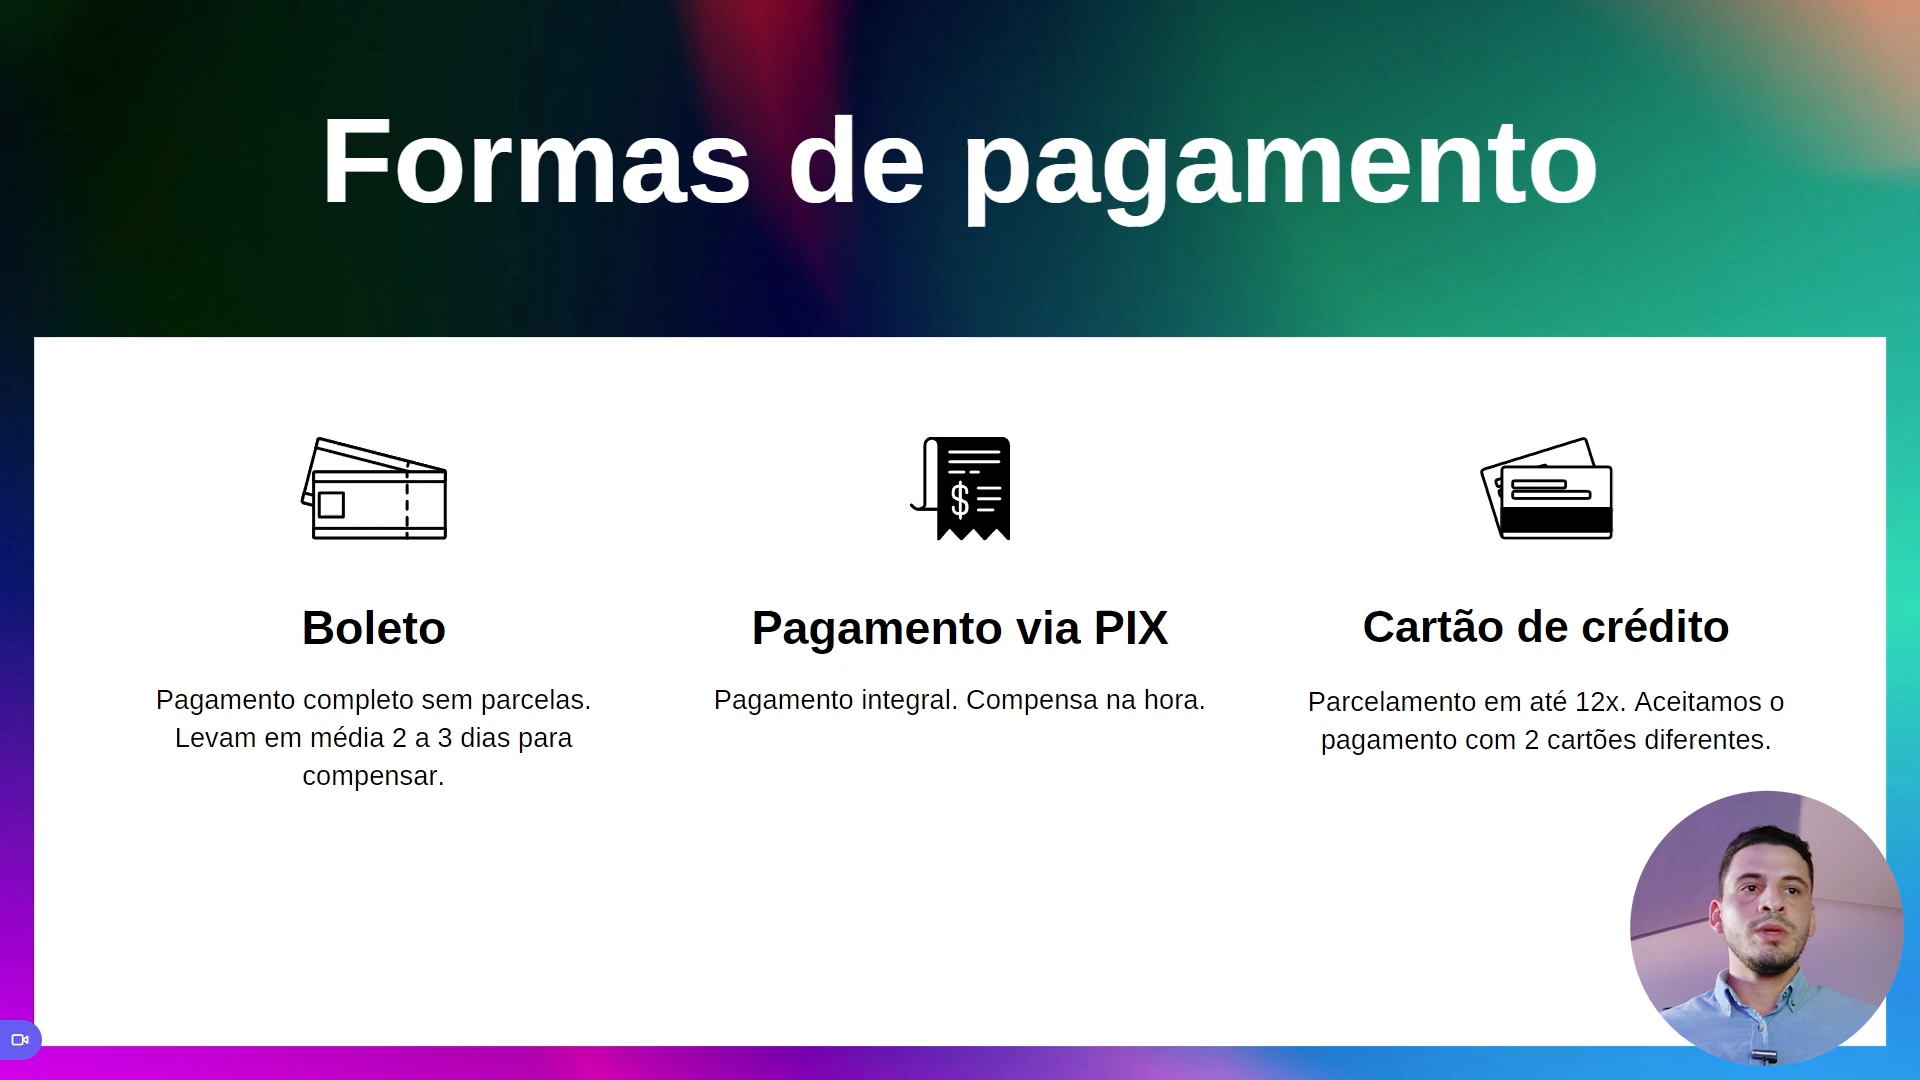 Formas de pagamento
Boleto
Pagamento completo sem parcelas.
Levam em média 2 a 3 dias para
compensar.
$
Pagamento via PIX
Pagamento integral. Compensa na hora.
Cartão de crédito
Parcelamento em até 12x. Aceitamos o
pagamento com 2 cartões diferentes.